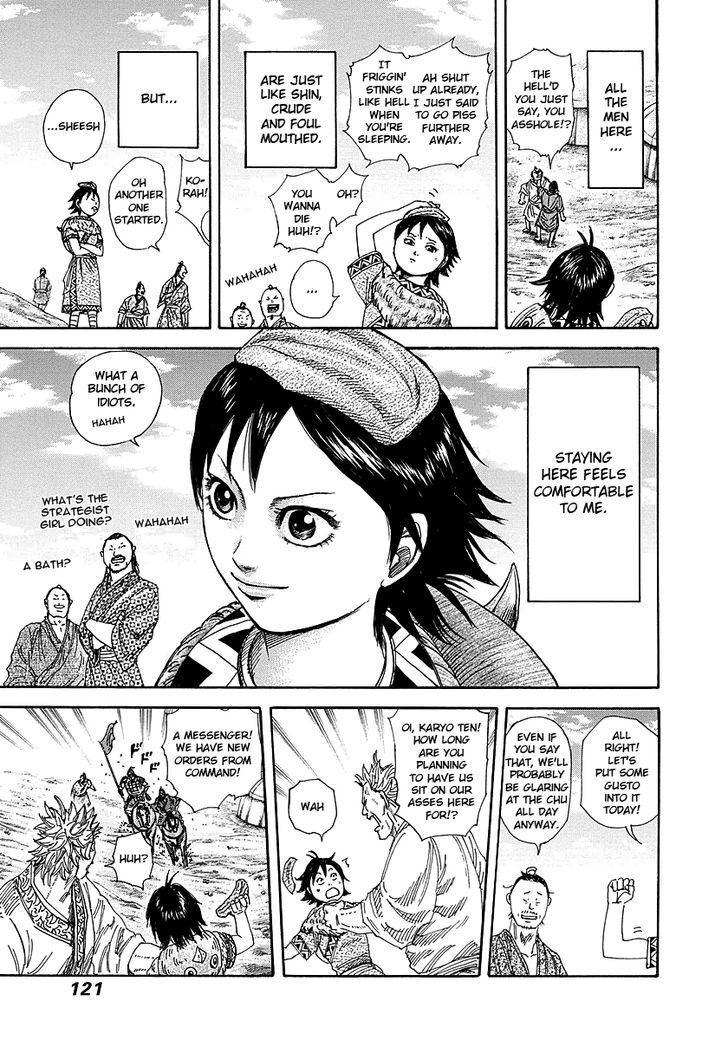 ALL
THE MEN
HERE
...
THE
HELL'D
YOU JUST
SAY, YOU
ASSHOLE!?
AH SHUT
UP ALREADY,
I JUST SAID
TO GO PISS
FURTHER
AWAY.
IT
FRIGGIN'
STINKS
LIKE HELL
WHEN
YOU'RE
SLEEPING.
ARE JUST
LIKE SHIN,
CRUDE
AND FOUL
MOUTHED.
OH?
YOU
WANNA
DIE
HUH!?
...
WAHAHAH
BUT...
KO-
RAH!
OH
ANOTHER
ONE
STARTED.
...SHEESH
STAYING
HERE FEELS
COMFORTABLE
TO ME.
WHAT A
BUNCH OF
IDIOTS.
HAHAH
WHAT'S THE
STRATEGIST
GIRL DOING?
WAHAHAH
A BATH?
ALL
RIGHT!
LET'S
PUT SOME
GUSTO
INTO IT
TODAY!
EVEN IF
YOU SAY
THAT, WE'LL
PROBABLY
BE GLARING
AT THE CHU
ALL DAY
ANYWAY.
OI, KARYO TEN!
HOW LONG
ARE YOU
PLANNING
TO HAVE US
SIT ON OUR
ASSES HERE
FOR!?
WAH
A MESSENGER!
WE HAVE NEW
ORDERS FROM
COMMAND!
ドドド
ドドド
HUH?
121